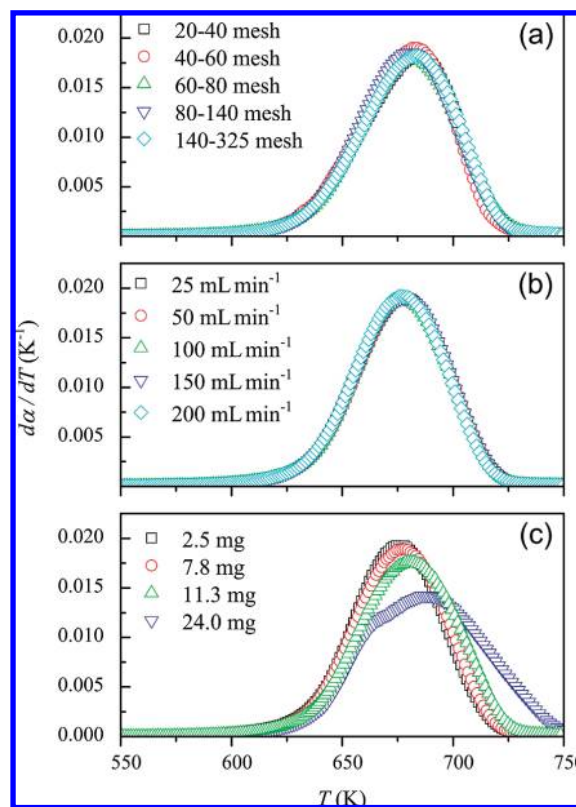 (a)
0.020
0.015
0.010
0.005
20-40 mesh
40-60 mesh
60-80 mesh
80-140 mesh
140-325 mesh
(b)
0.020
0.015
0.010
0.005
25 mL min⁻¹
50 mL min⁻¹
100 mL min⁻¹
150 mL min⁻¹
200 mL min⁻¹
dα / dT (K⁻¹)
(c)
0.020
0.015
0.010
0.005
0.000
2.5 mg
7.8 mg
11.3 mg
24.0 mg
550 600 650 700 750
T (K)